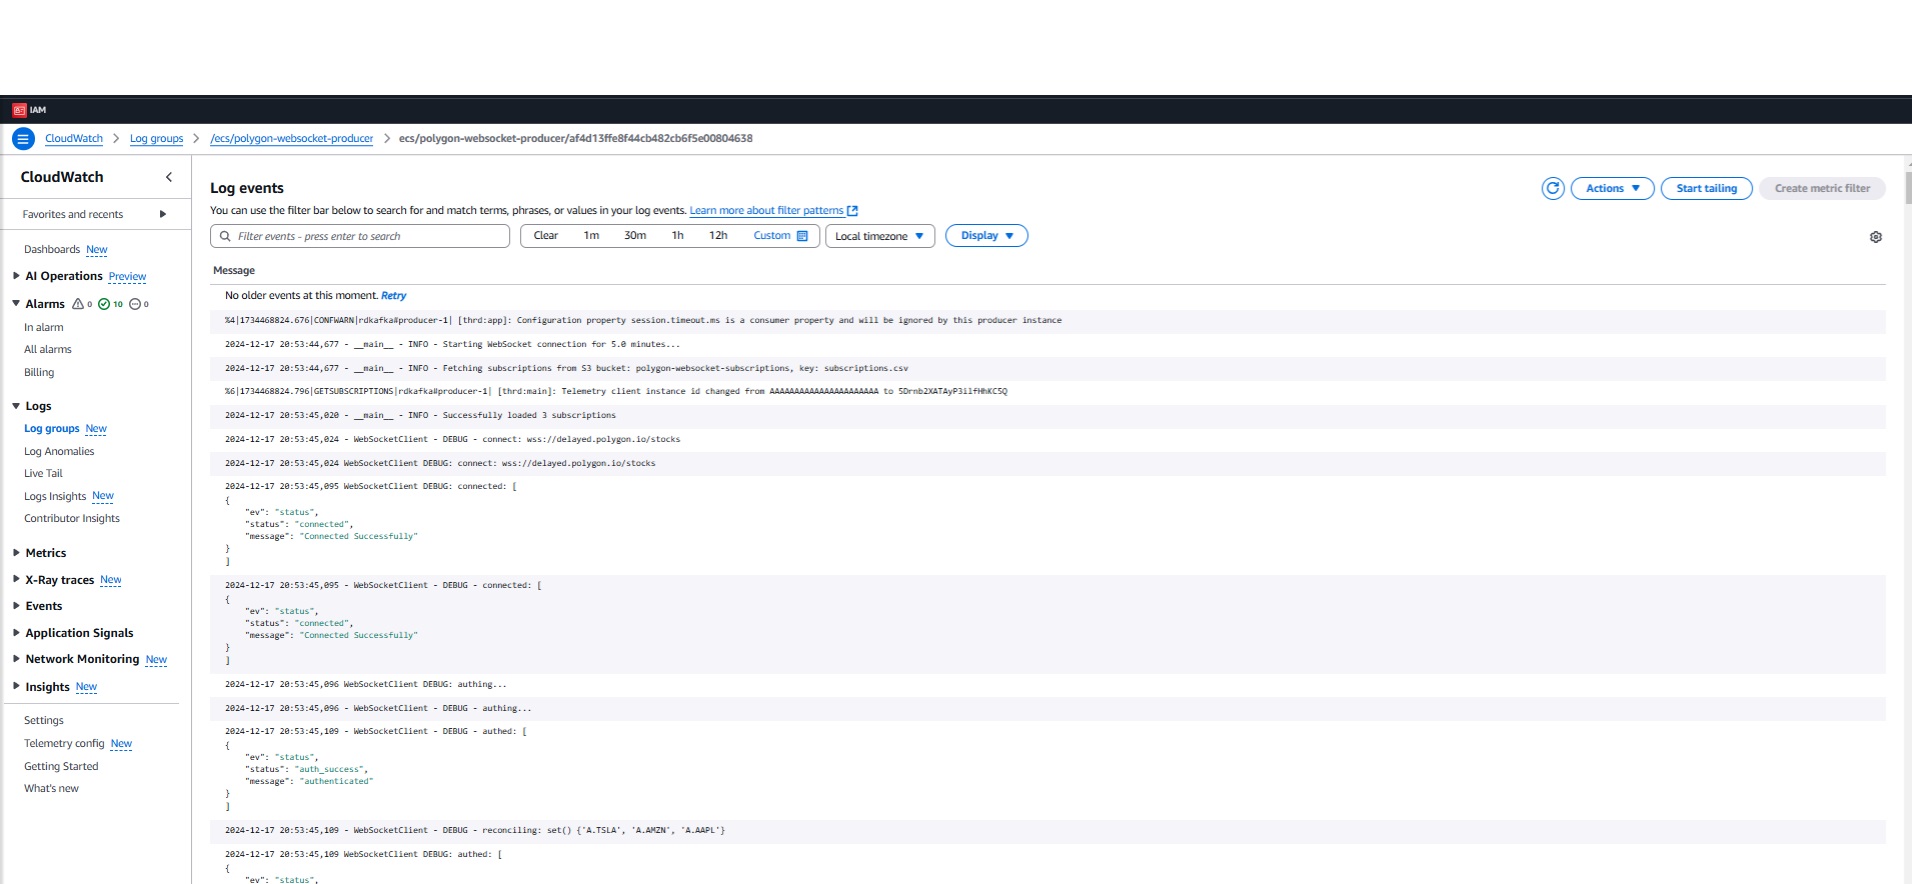 IAM
CloudWatch > Log groups > /ecs/polygon-websocket-producer > ecs/polygon-websocket-producer/af4d13ffe8f44cb482cb6f5e00804638
CloudWatch
Favorites and recents
Dashboards New
AI Operations Preview
Alarms 0 10 0
In alarm
All alarms
Billing
Logs
Log groups New
Log Anomalies
Live Tail
Logs Insights New
Contributor Insights
Metrics
X-Ray traces New
Events
Application Signals
Network Monitoring New
Insights New
Settings
Telemetry config New
Getting Started
What's new
Log events
Actions
Start tailing
Create metric filter
You can use the filter bar below to search for and match terms, phrases, or values in your log events. Learn more about filter patterns
Filter events - press enter to search
Clear 1m 30m 1h 12h Custom
Local timezone
Display
Message
No older events at this moment. Retry
%4|1734468824.676|CONFWARN|rdkafka#producer-1| [thrd:app]: Configuration property session.timeout.ms is a consumer property and will be ignored by this producer instance
2024-12-17 20:53:44,677 - __main__ - INFO - Starting WebSocket connection for 5.0 minutes...
2024-12-17 20:53:44,677 - __main__ - INFO - Fetching subscriptions from S3 bucket: polygon-websocket-subscriptions, key: subscriptions.csv
%6|1734468824.796|GETSUBSCRIPTIONS|rdkafka#producer-1| [thrd:main]: Telemetry client instance id changed from AAAAAAAAAAAAAAAAAAAAAA to
2024-12-17 20:53:45,020 - __main__ - INFO - Successfully loaded 3 subscriptions
2024-12-17 20:53:45,024 - WebSocketClient - DEBUG - connect: wss://delayed.polygon.io/stocks
2024-12-17 20:53:45,024 WebSocketClient DEBUG: connect: wss://delayed.polygon.io/stocks
2024-12-17 20:53:45,095 WebSocketClient DEBUG: connected: [
{
"ev": "status",
"status": "connected",
"message": "Connected Successfully"
}
]
2024-12-17 20:53:45,095 - WebSocketClient - DEBUG - connected: [
{
"ev": "status",
"status": "connected",
"message": "Connected Successfully"
}
]
2024-12-17 20:53:45,096 WebSocketClient DEBUG: authing...
2024-12-17 20:53:45,096 - WebSocketClient - DEBUG - authing...
2024-12-17 20:53:45,109 - WebSocketClient - DEBUG - authed: [
{
"ev": "status",
"status": "auth_success",
"message": "authenticated"
}
]
2024-12-17 20:53:45,109 - WebSocketClient - DEBUG - reconciling: set() {'A.TSLA', 'A.AMZN', 'A.AAPL'}
2024-12-17 20:53:45,109 WebSocketClient DEBUG: authed: [
{
"ev": "status",